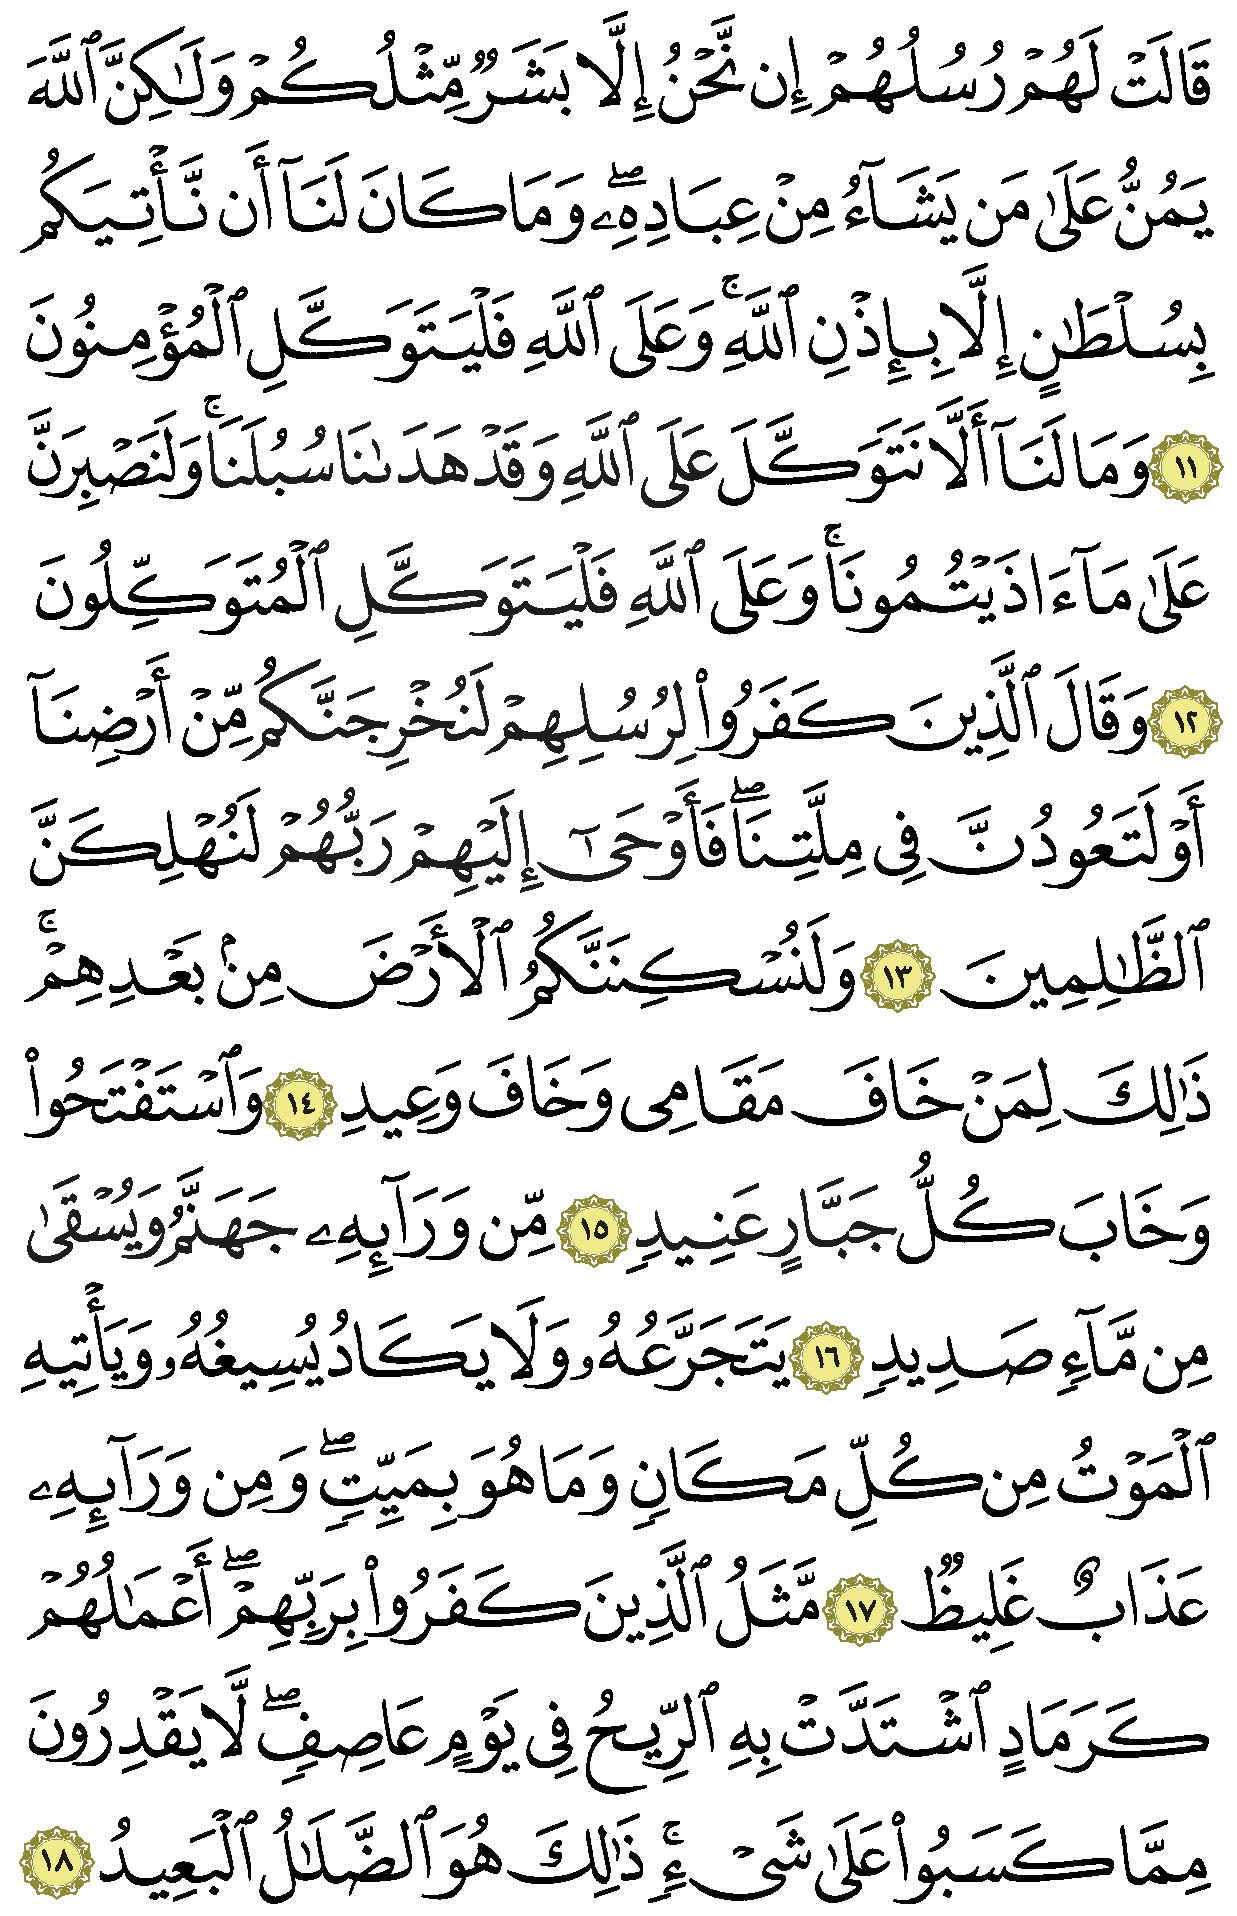 قَالَتْ لَهُمْ رُسُلُهُمْ إِن نَّحْنُ إِلَّا بَشَرٌ مِّثْلُكُمْ وَلَـٰكِنَّ ٱللَّهَ
يَمُنُّ عَلَىٰ مَن يَشَآءُ مِنْ عِبَادِهِۦ ۖ وَمَا كَانَ لَنَآ أَن نَّأْتِيَكُم
بِسُلْطَـٰنٍ إِلَّا بِإِذْنِ ٱللَّهِ ۚ وَعَلَى ٱللَّهِ فَلْيَتَوَكَّلِ ٱلْمُؤْمِنُونَ
١١ وَمَا لَنَآ أَلَّا نَتَوَكَّلَ عَلَى ٱللَّهِ وَقَدْ هَدَىٰنَا سُبُلَنَا ۚ وَلَنَصْبِرَنَّ
عَلَىٰ مَآ ءَاذَيْتُمُونَا ۚ وَعَلَى ٱللَّهِ فَلْيَتَوَكَّلِ ٱلْمُتَوَكِّلُونَ
١٢ وَقَالَ ٱلَّذِينَ كَفَرُوا۟ لِرُسُلِهِمْ لَنُخْرِجَنَّكُم مِّنْ أَرْضِنَآ
أَوْ لَتَعُودُنَّ فِى مِلَّتِنَا ۖ فَأَوْحَىٰٓ إِلَيْهِمْ رَبُّهُمْ لَنُهْلِكَنَّ
ٱلظَّـٰلِمِينَ ١٣ وَلَنُسْكِنَنَّكُمُ ٱلْأَرْضَ مِنۢ بَعْدِهِمْ ۚ
ذَٰلِكَ لِمَنْ خَافَ مَقَامِى وَخَافَ وَعِيدِ ١٤ وَٱسْتَفْتَحُوا۟
وَخَابَ كُلُّ جَبَّارٍ عَنِيدٍ ١٥ مِّن وَرَآئِهِۦ جَهَنَّمُ وَيُسْقَىٰ
مِن مَّآءٍ صَدِيدٍ ١٦ يَتَجَرَّعُهُۥ وَلَا يَكَادُ يُسِيغُهُۥ وَيَأْتِيهِ
ٱلْمَوْتُ مِن كُلِّ مَكَانٍ وَمَا هُوَ بِمَيِّتٍ ۖ وَمِن وَرَآئِهِۦ
عَذَابٌ غَلِيظٌ ١٧ مَّثَلُ ٱلَّذِينَ كَفَرُوا۟ بِرَبِّهِمْ ۖ أَعْمَـٰلُهُمْ
كَرَمَادٍ ٱشْتَدَّتْ بِهِ ٱلرِّيحُ فِى يَوْمٍ عَاصِفٍ ۖ لَّا يَقْدِرُونَ
مِمَّا كَسَبُوا۟ عَلَىٰ شَىْءٍ ۚ ذَٰلِكَ هُوَ ٱلضَّلَـٰلُ ٱلْبَعِيدُ ١٨